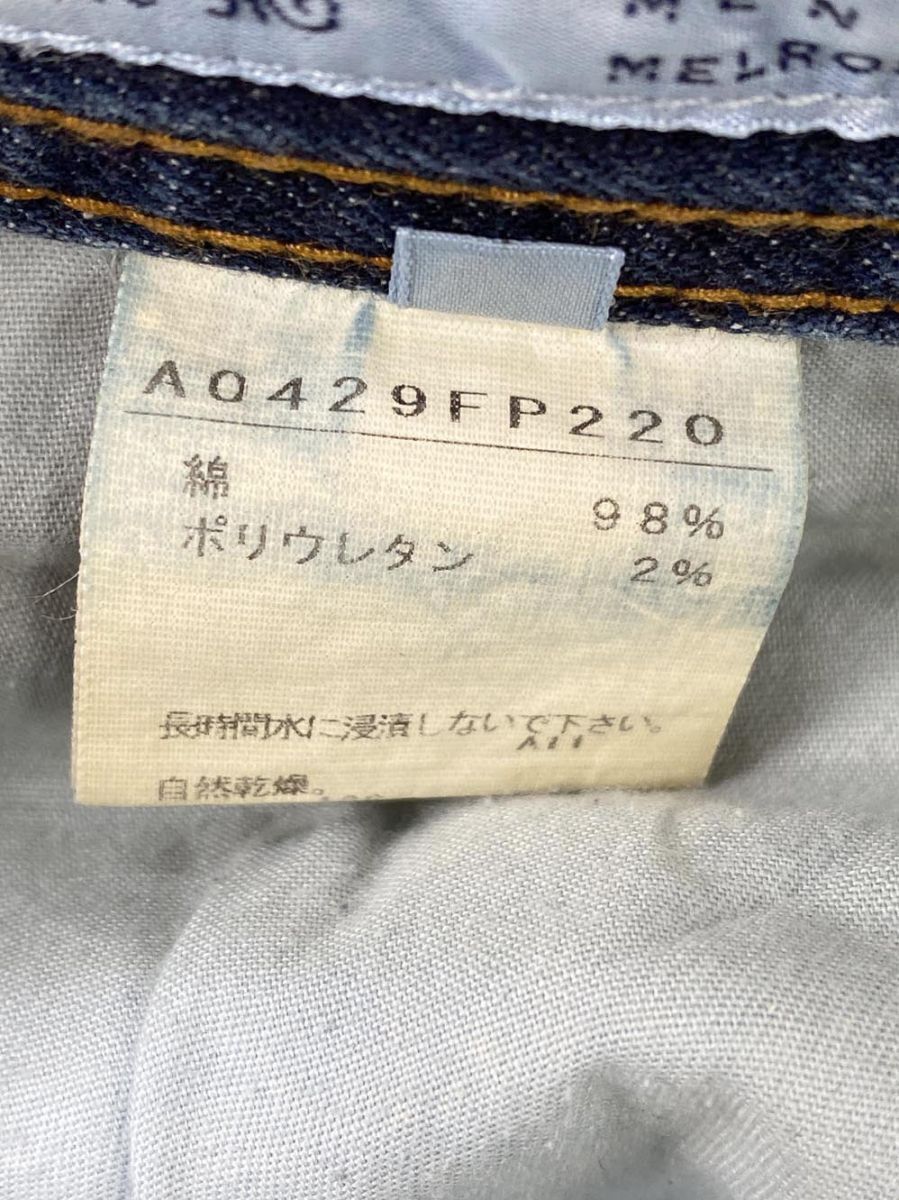 MELRO
A0429FP220
綿 98%
ポリウレタン 2%
長時間水に浸漬しないで下さい。
A11
自然乾燥。